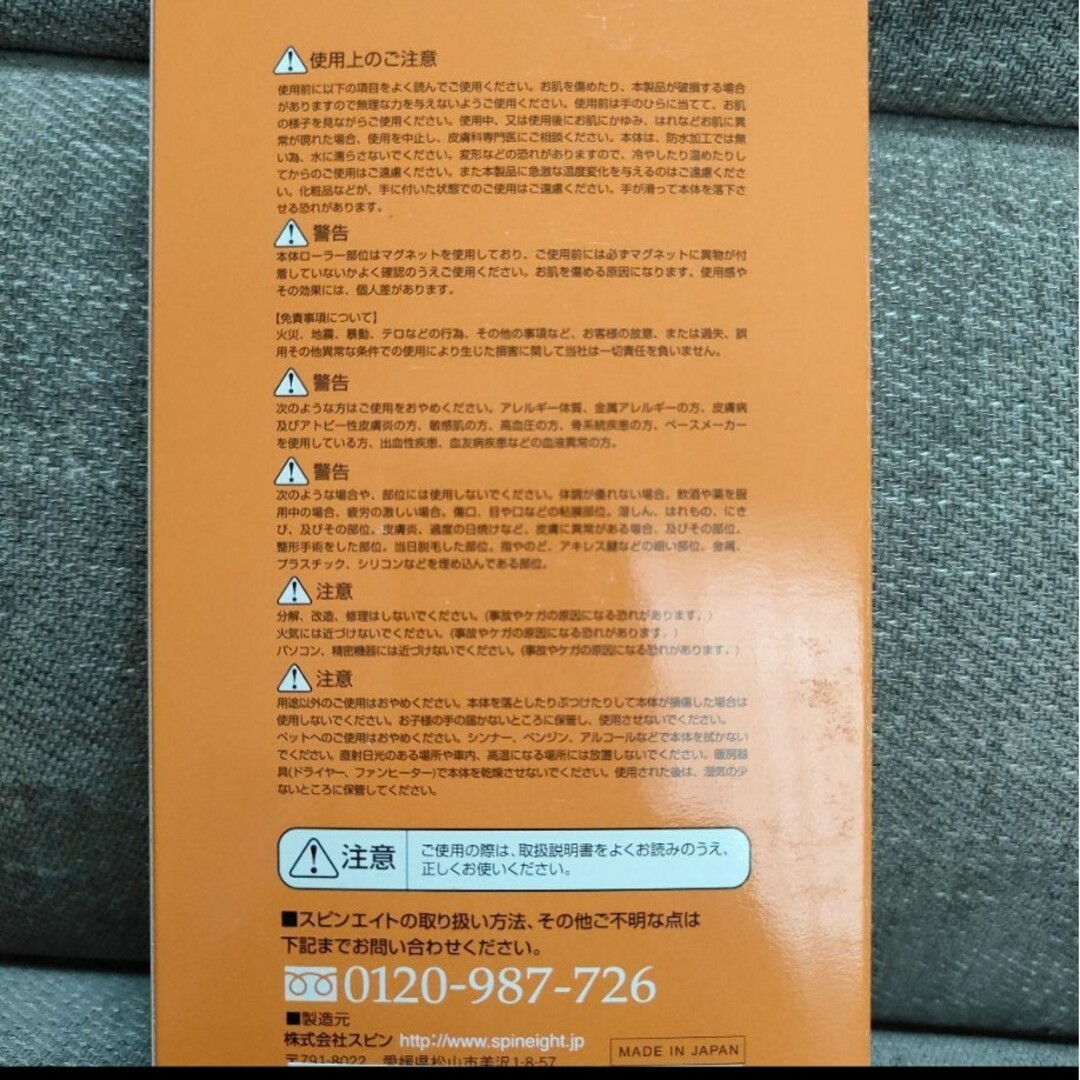 使用上のご注意
使用前に以下の項目をよく読んでご使用ください。お肌を傷めたり、本製品が破損する場合
がありますので無理な力を与えないようご使用ください。使用前は手のひらに当てて、お肌
の様子を見ながらご使用ください。使用中、又は使用後にお肌にかゆみ、はれなどお肌に異
常が現れた場合、使用を中止し、皮膚科専門医にご相談ください。本体は、防水加工では無
い為、水に濡らさないでください。変形などの恐れがありますので、冷やしたり温めたりし
てからのご使用はご遠慮ください。また本製品に急激な温度変化を与えるのはご遠慮くださ
い。化粧品などが、手に付いた状態でのご使用はご遠慮ください。手が滑って本体を落下さ
せる恐れがあります。
警告
本体ローラー部位はマグネットを使用しており、ご使用前には必ずマグネットに異物が付
着していないかよく確認のうえご使用ください。お肌を傷める原因になります。使用感や
その効果には、個人差があります。
【免責事項について】
火災、地震、暴動、テロなどの行為、その他の事項など、お客様の故意、または過失、誤
用その他異常な条件での使用により生じた損害に関して当社は一切責任を負いません。
警告
次のような方はご使用をおやめください。アレルギー体質、金属アレルギーの方、皮膚病
及びアトピー性皮膚炎の方、敏感肌の方、高血圧の方、骨系統疾患の方、ペースメーカー
を使用している方、出血性疾患、血友病疾患などの血液異常の方。
警告
次のような場合や、部位には使用しないでください。体調が優れない場合。飲酒や薬を服
用中の場合、疲労の激しい場合。傷口、目や口などの粘膜部位。湿しん、はれもの、にき
び、及びその部位。皮膚炎、過度の日焼けなど、皮膚に異常がある場合、及びその部位。
整形手術をした部位。当日脱毛した部位。指やのど、アキレス腱などの細い部位。金属、
プラスチック、シリコンなどを埋め込んである部位。
注意
分解、改造、修理はしないでください。(事故やケガの原因になる恐れがあります。)
火気には近づけないでください。(事故やケガの原因になる恐れがあります。)
パソコン、精密機器には近づけないでください。(事故やケガの原因になる恐れがあります。)
注意
用途以外のご使用はおやめください。本体を落としたりぶつけたりして本体が損傷した場合は
使用しないでください。お子様の手の届かないところに保管し、使用させないでください。
ペットへのご使用はおやめください。シンナー、ベンジン、アルコールなどで本体を拭かない
でください。直射日光のある場所や車内、高温になる場所には放置しないでください。暖房器
具(ドライヤー、ファンヒーター)で本体を乾燥させないでください。使用された後は、湿気の少
ないところに保管してください。
注意 ご使用の際は、取扱説明書をよくお読みのうえ、
正しくお使いください。
■スピンエイトの取り扱い方法、その他ご不明な点は
下記までお問い合わせください。
0120-987-726
■製造元
株式会社スピン http://www.spineight.jp
〒791-8022 愛媛県松山市美沢1-8-57
MADE IN JAPAN